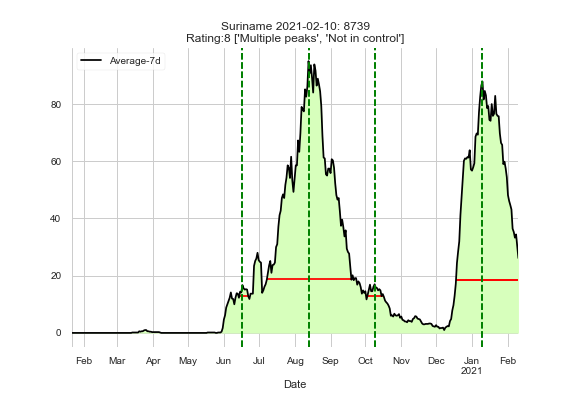 Suriname 2021-02-10: 8739
Rating:8 ['Multiple peaks', 'Not in control']
Average-7d
80
60
40
20
0
Feb Mar Apr May Jun Jul Aug Sep Oct Nov Dec Jan Feb
2021
Date